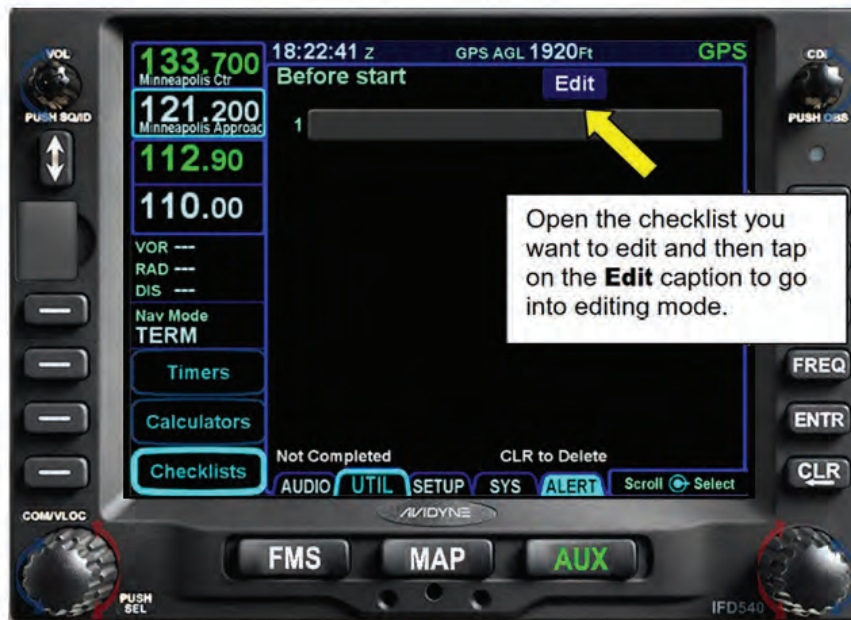 VOL
PUSH SQ/ID
133.700
Minneapolis Ctr
121.200
Minneapolis Approac
112.90
110.00
VOR ---
RAD ---
DIS ---
Nav Mode
TERM
Timers
Calculators
Checklists
18:22:41 Z GPS AGL 1920Ft GPS
Before start
Edit
1
Open the checklist you
want to edit and then tap
on the Edit caption to go
into editing mode.
Not Completed CLR to Delete
AUDIO UTIL SETUP SYS ALERT Scroll Select
CDI
PUSH OBS
FREQ
ENTR
CLR
COM/VLOC
PUSH
SEL
AVIDYNE
FMS MAP AUX
IFD540